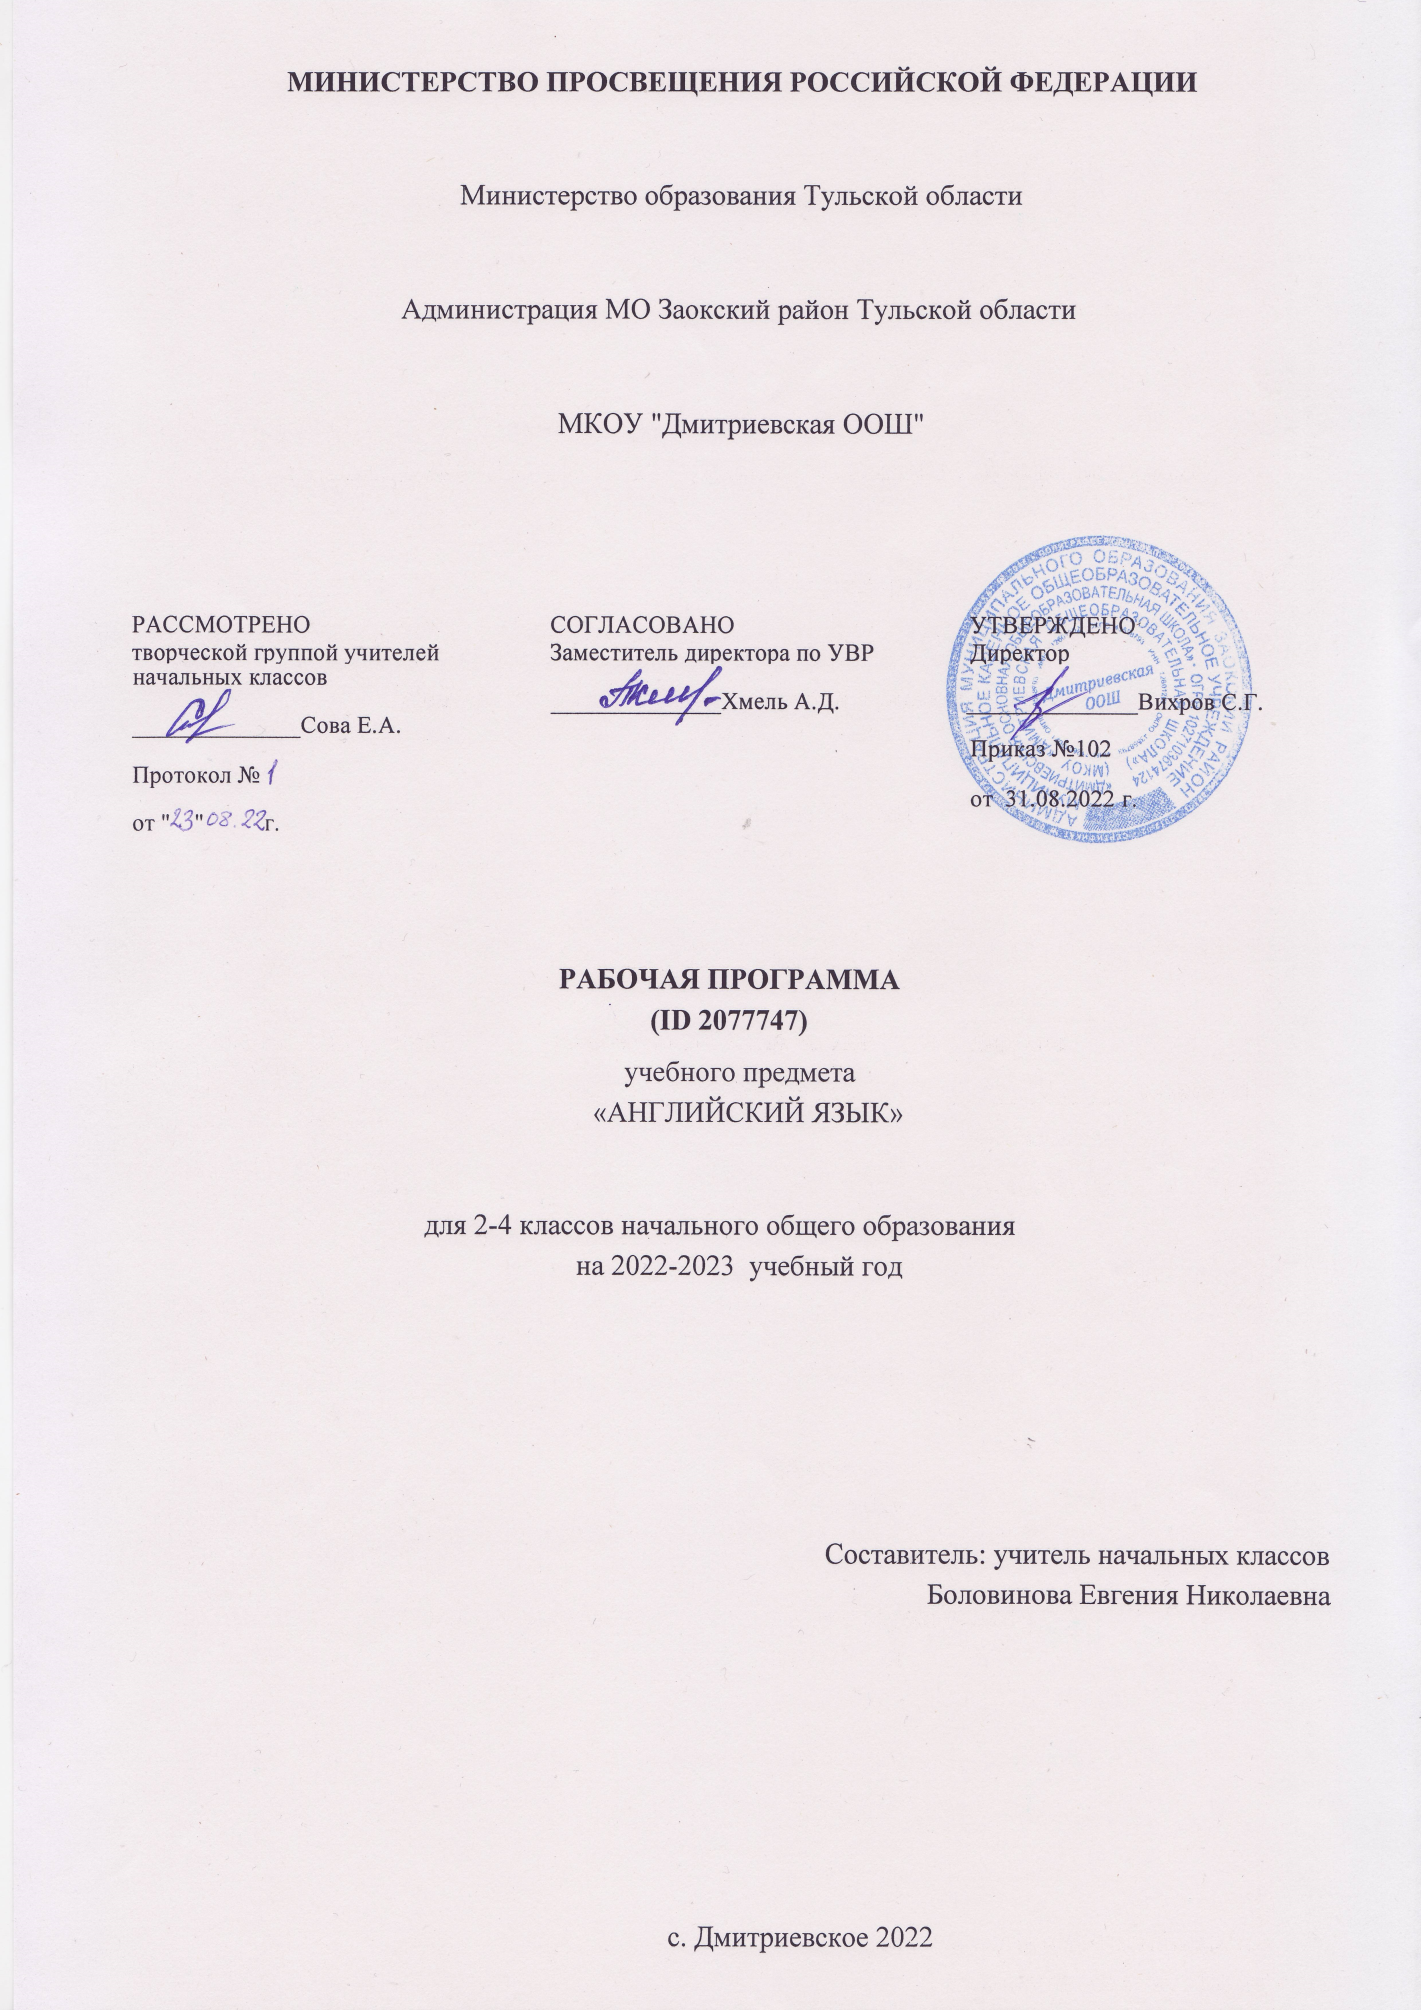 МИНИСТЕРСТВО ПРОСВЕЩЕНИЯ РОССИЙСКОЙ ФЕДЕРАЦИИ
Министерство образования Тульской области
Администрация МО Заокский район Тульской области
МКОУ "Дмитриевская ООШ"
РАССМОТРЕНО
творческой группой учителей
начальных классов
Сова Е.А.
Протокол № 1
от "23" 08.22г.
СОГЛАСОВАНО
Заместитель директора по УВР
Хмель А.Д.
УТВЕРЖДЕНО
Директор
Вихров С.Г.
Приказ №102
от 31.08.2022 г.
Дмитриевская
ООШ
РАБОЧАЯ ПРОГРАММА
(ID 2077747)
учебного предмета
«АНГЛИЙСКИЙ ЯЗЫК»
для 2-4 классов начального общего образования
на 2022-2023 учебный год
Составитель: учитель начальных классов
Боловинова Евгения Николаевна
с. Дмитриевское 2022